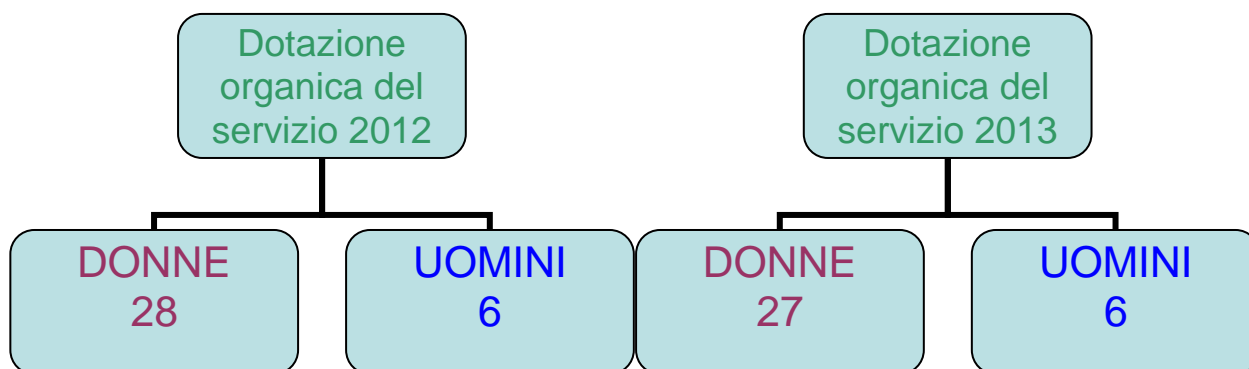 Dotazione
organica del
servizio 2012
Dotazione
organica del
servizio 2013
DONNE
28
UOMINI
6
DONNE
27
UOMINI
6